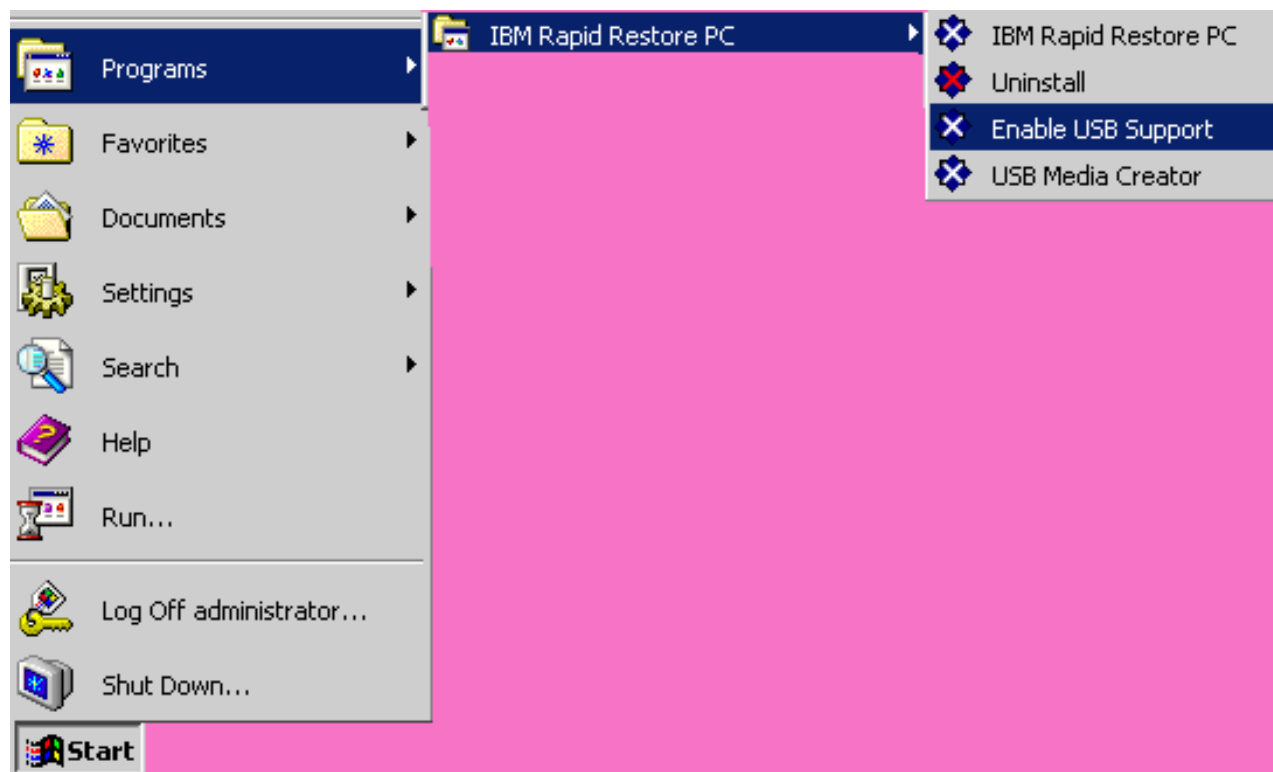 Programs
Favorites
Documents
Settings
Search
Help
Run...
Log Off administrator...
Shut Down...
Start
IBM Rapid Restore PC
IBM Rapid Restore PC
Uninstall
Enable USB Support
USB Media Creator